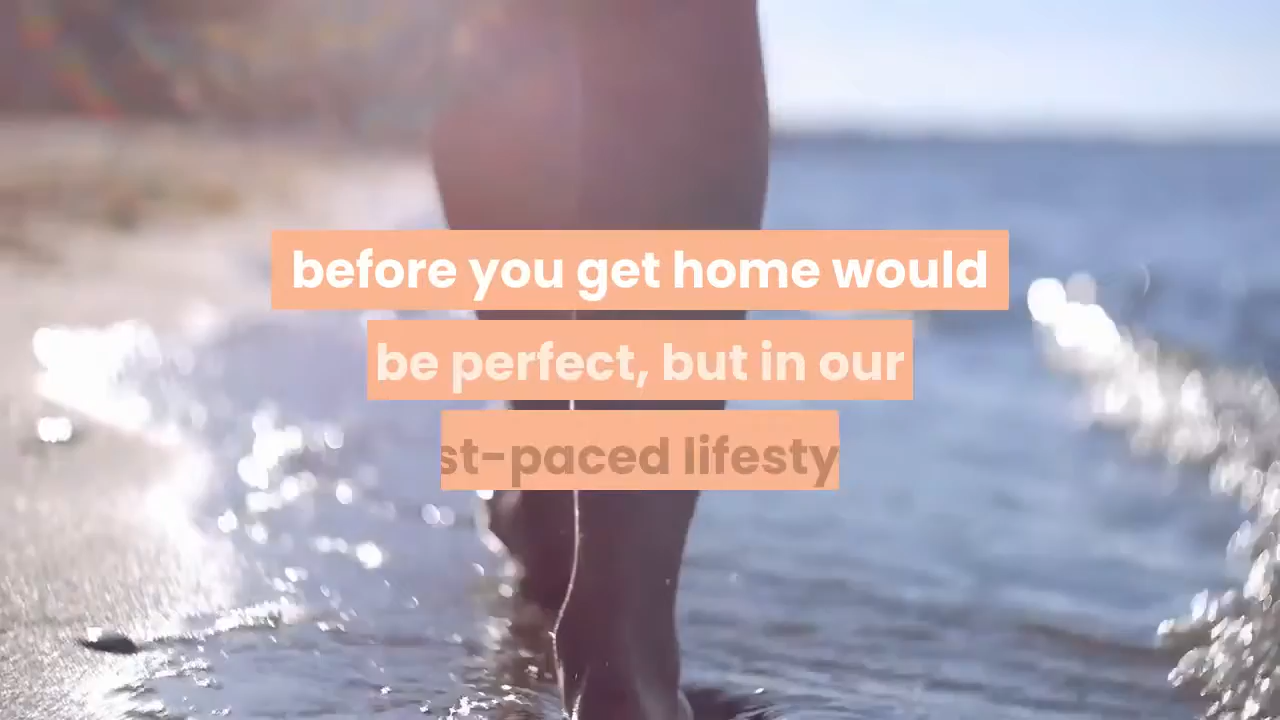 before you get home would
be perfect, but in our
st-paced lifesty